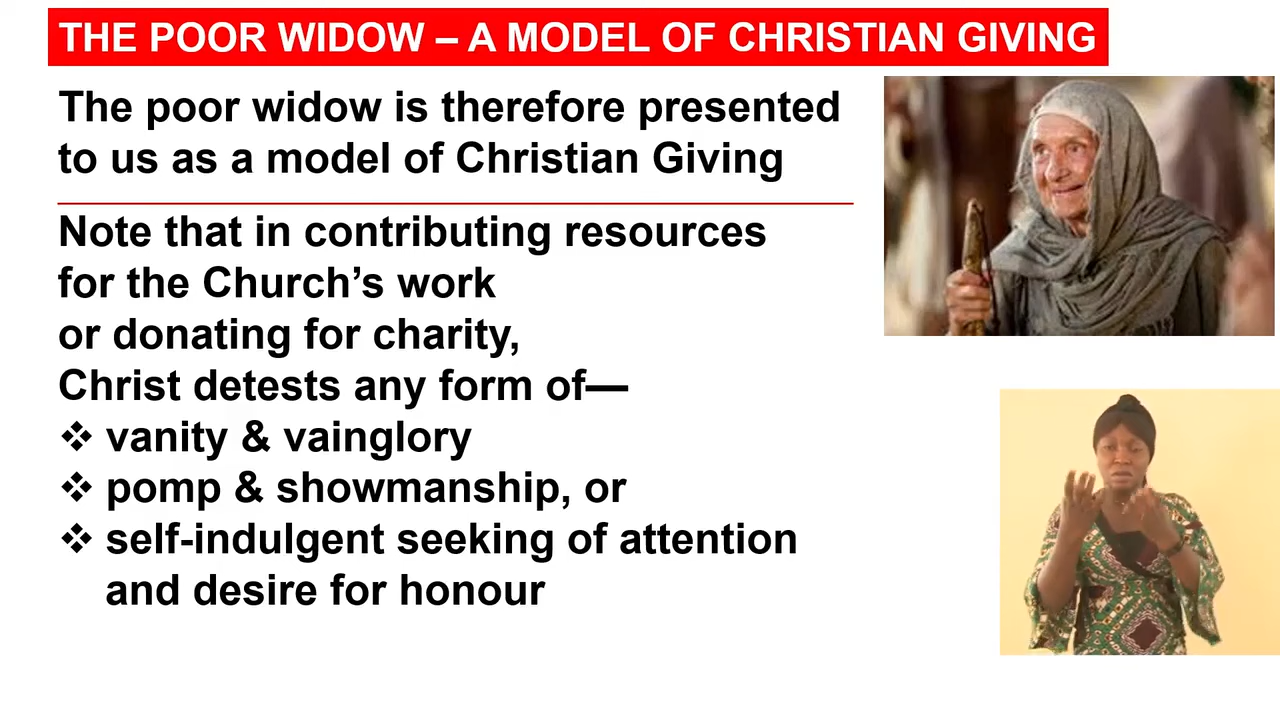 THE POOR WIDOW – A MODEL OF CHRISTIAN GIVING
The poor widow is therefore presented
to us as a model of Christian Giving
Note that in contributing resources
for the Church’s work
or donating for charity,
Christ detests any form of—
❖ vanity & vainglory
❖ pomp & showmanship, or
❖ self-indulgent seeking of attention
and desire for honour